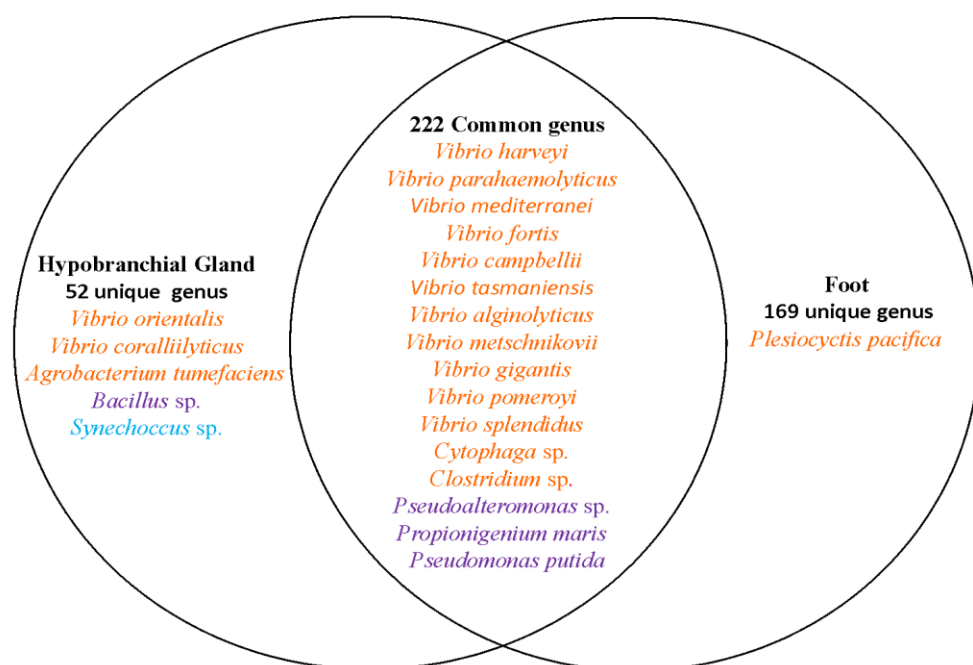 222 Common genus
Vibrio harveyi
Vibrio parahaemolyticus
Vibrio mediterranei
Vibrio fortis
Vibrio campbellii
Vibrio tasmaniensis
Vibrio alginolyticus
Vibrio metschnikovii
Vibrio gigantis
Vibrio pomeroyi
Vibrio splendidus
Cytophaga sp.
Clostridium sp.
Pseudoalteromonas sp.
Propionigenium maris
Pseudomonas putida
Hypobranchial Gland
52 unique genus
Vibrio orientalis
Vibrio coralliilyticus
Agrobacterium tumefaciens
Bacillus sp.
Synechoccus sp.
Foot
169 unique genus
Plesiocyctis pacifica